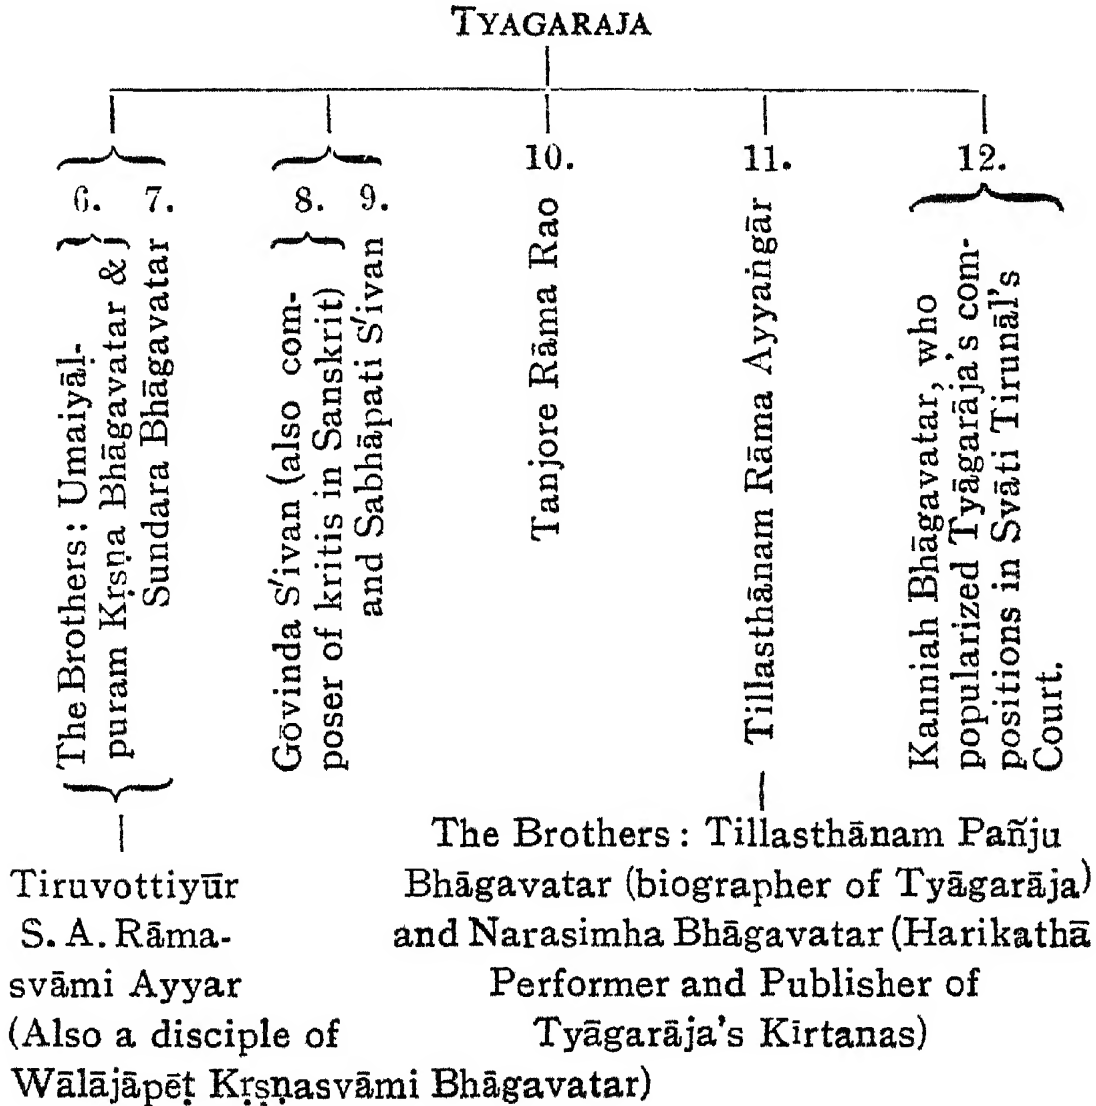 TYAGARAJA
6. 7.
The Brothers: Umaiyāḷ-
puram Kṛṣṇa Bhāgavatar &
Sundara Bhāgavatar
8. 9.
Gōvinda S'ivan (also com-
poser of kritis in Sanskrit)
and Sabhāpati S'ivan
10.
Tanjore Rāma Rao
11.
Tillasthānam Rāma Ayyaṅgār
12.
Kanniah Bhāgavatar, who
popularized Tyāgarāja's com-
positions in Svāti Tirunāl's
Court.
Tiruvottiyūr
S. A. Rāma-
svāmi Ayyar
(Also a disciple of
Wālājāpēṭ Kṛṣṇasvāmi Bhāgavatar)
The Brothers: Tillasthānam Pañju
Bhāgavatar (biographer of Tyāgarāja)
and Narasimha Bhāgavatar (Harikathā
Performer and Publisher of
Tyāgarāja's Kīrtanas)